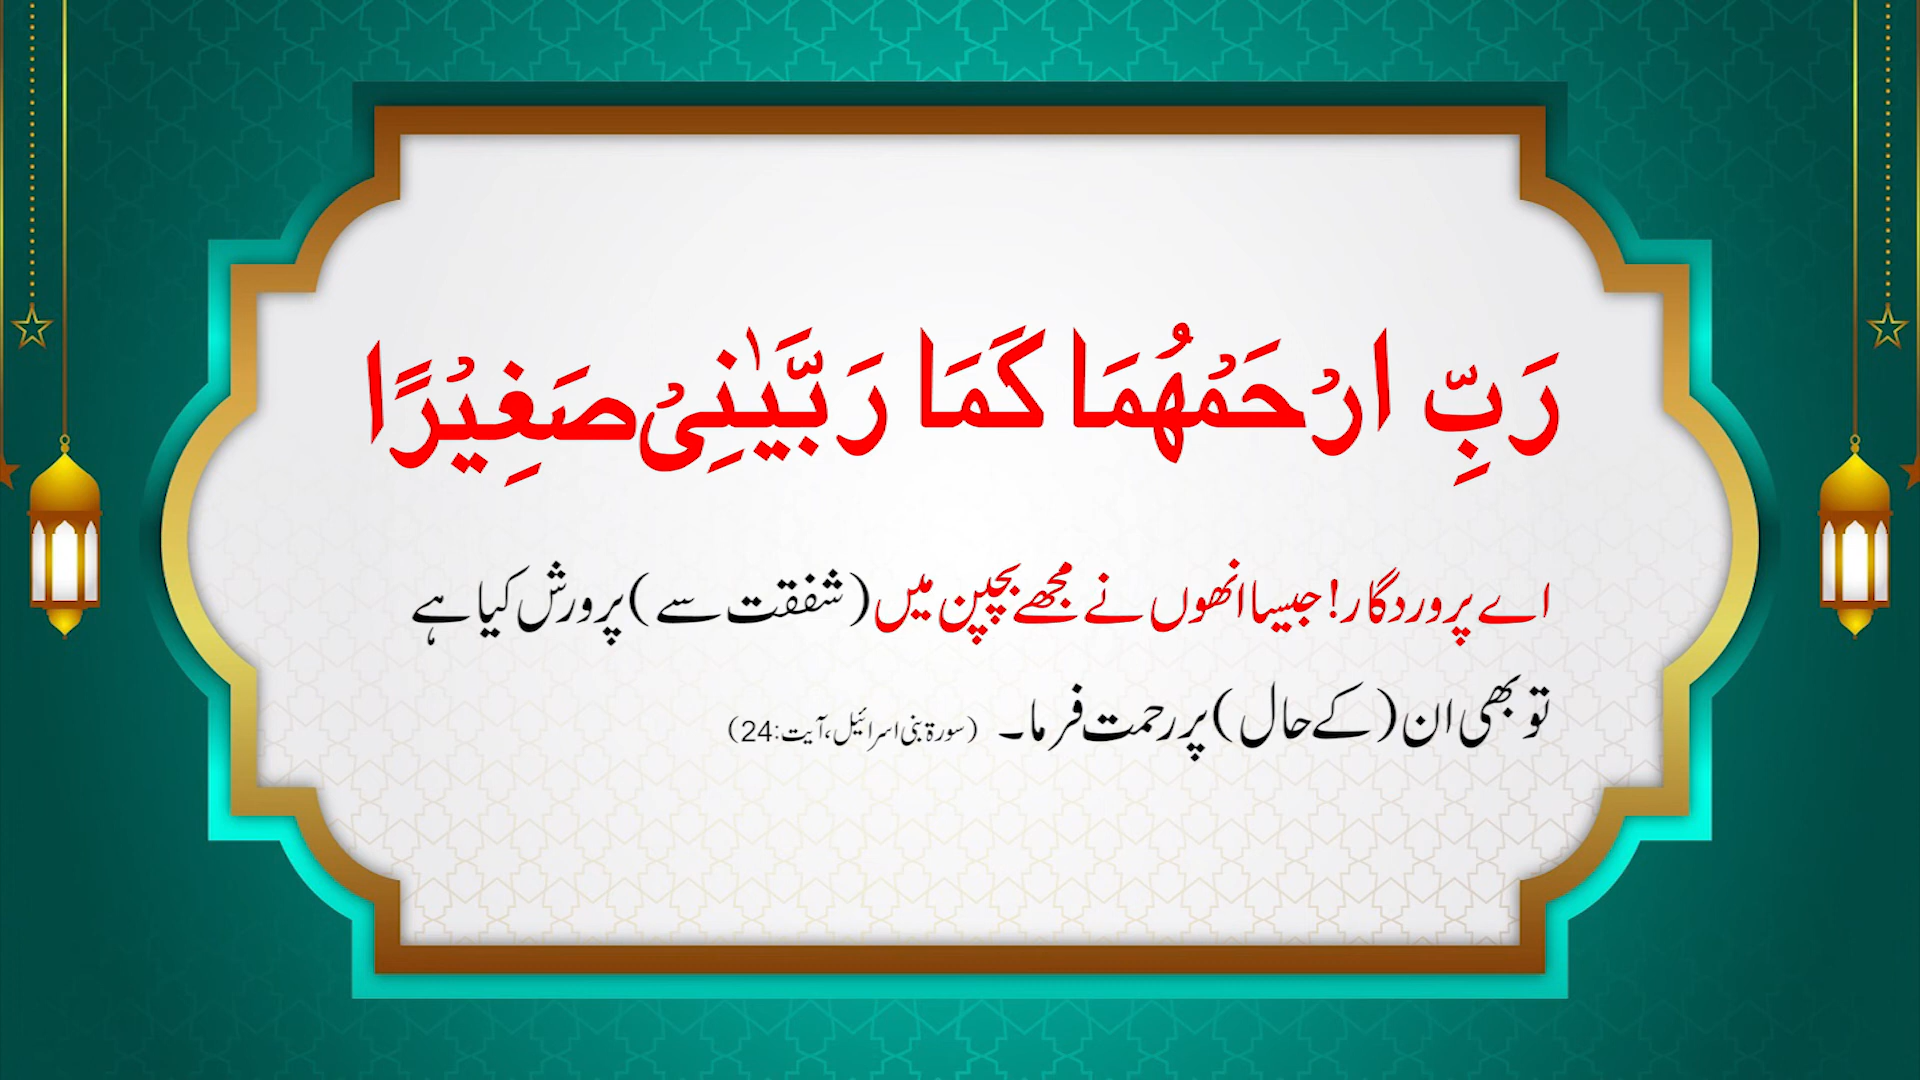 رَبِّ ارْحَمْهُمَا كَمَا رَبَّيٰنِيْ صَغِيْرًا
اے پروردگار! جیسا انھوں نے مجھے بچپن میں (شفقت سے) پرورش کیا ہے
تو بھی ان (کے حال) پر رحمت فرما۔ (سورۃ بنی اسرائیل، آیت:24)